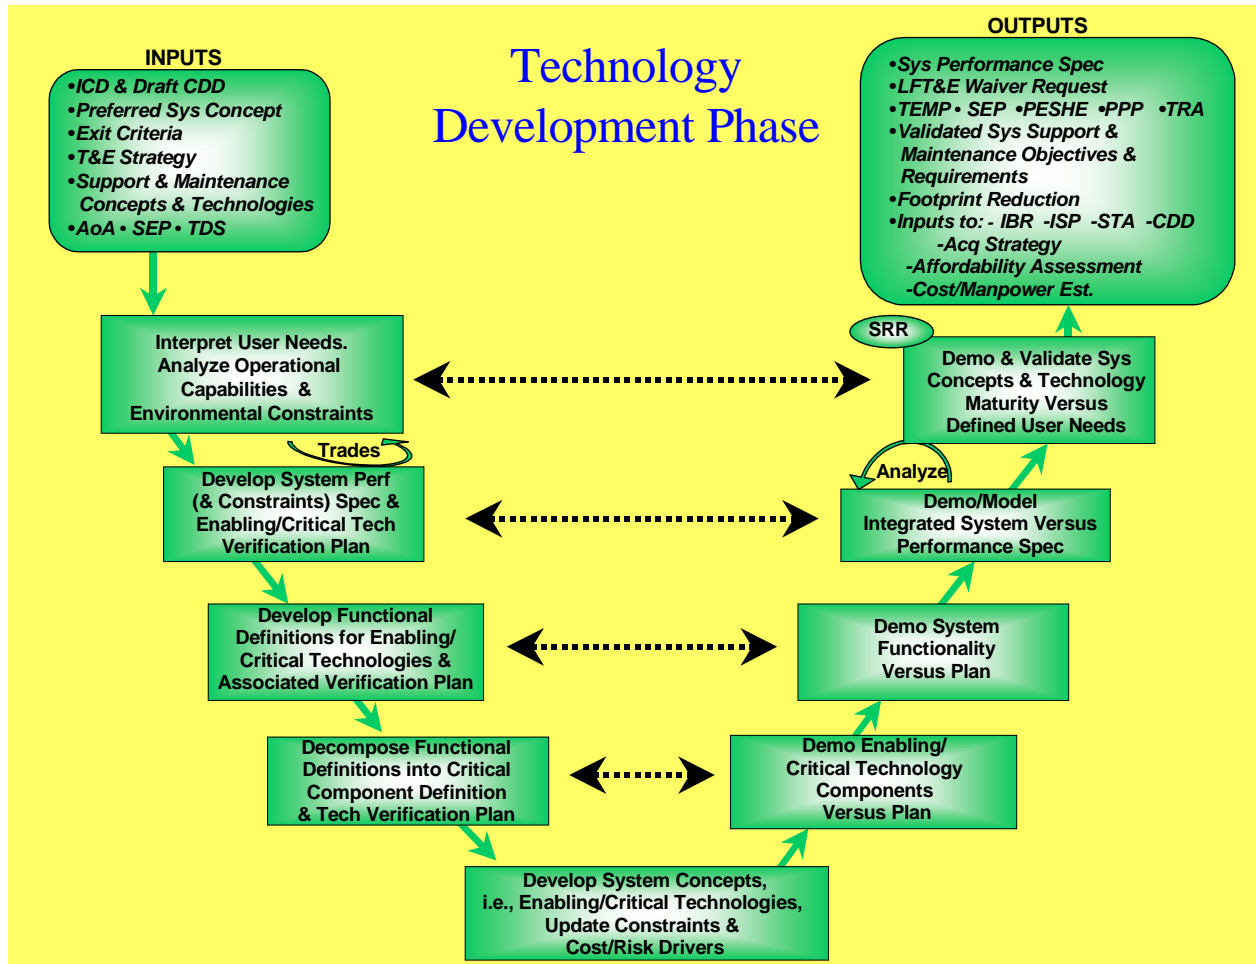 Technology
Development Phase
INPUTS
•ICD & Draft CDD
•Preferred Sys Concept
•Exit Criteria
•T&E Strategy
•Support & Maintenance
Concepts & Technologies
•AoA • SEP • TDS
Interpret User Needs.
Analyze Operational
Capabilities &
Environmental Constraints
Trades
Develop System Perf
(& Constraints) Spec &
Enabling/Critical Tech
Verification Plan
Develop Functional
Definitions for Enabling/
Critical Technologies &
Associated Verification Plan
Decompose Functional
Definitions into Critical
Component Definition
& Tech Verification Plan
Develop System Concepts,
i.e., Enabling/Critical Technologies,
Update Constraints &
Cost/Risk Drivers
Demo Enabling/
Critical Technology
Components
Versus Plan
Demo System
Functionality
Versus Plan
Demo/Model
Integrated System Versus
Performance Spec
Analyze
Demo & Validate Sys
Concepts & Technology
Maturity Versus
Defined User Needs
SRR
OUTPUTS
•Sys Performance Spec
•LFT&E Waiver Request
•TEMP • SEP •PESHE •PPP •TRA
•Validated Sys Support &
Maintenance Objectives &
Requirements
•Footprint Reduction
•Inputs to: - IBR -ISP -STA -CDD
-Acq Strategy
-Affordability Assessment
-Cost/Manpower Est.